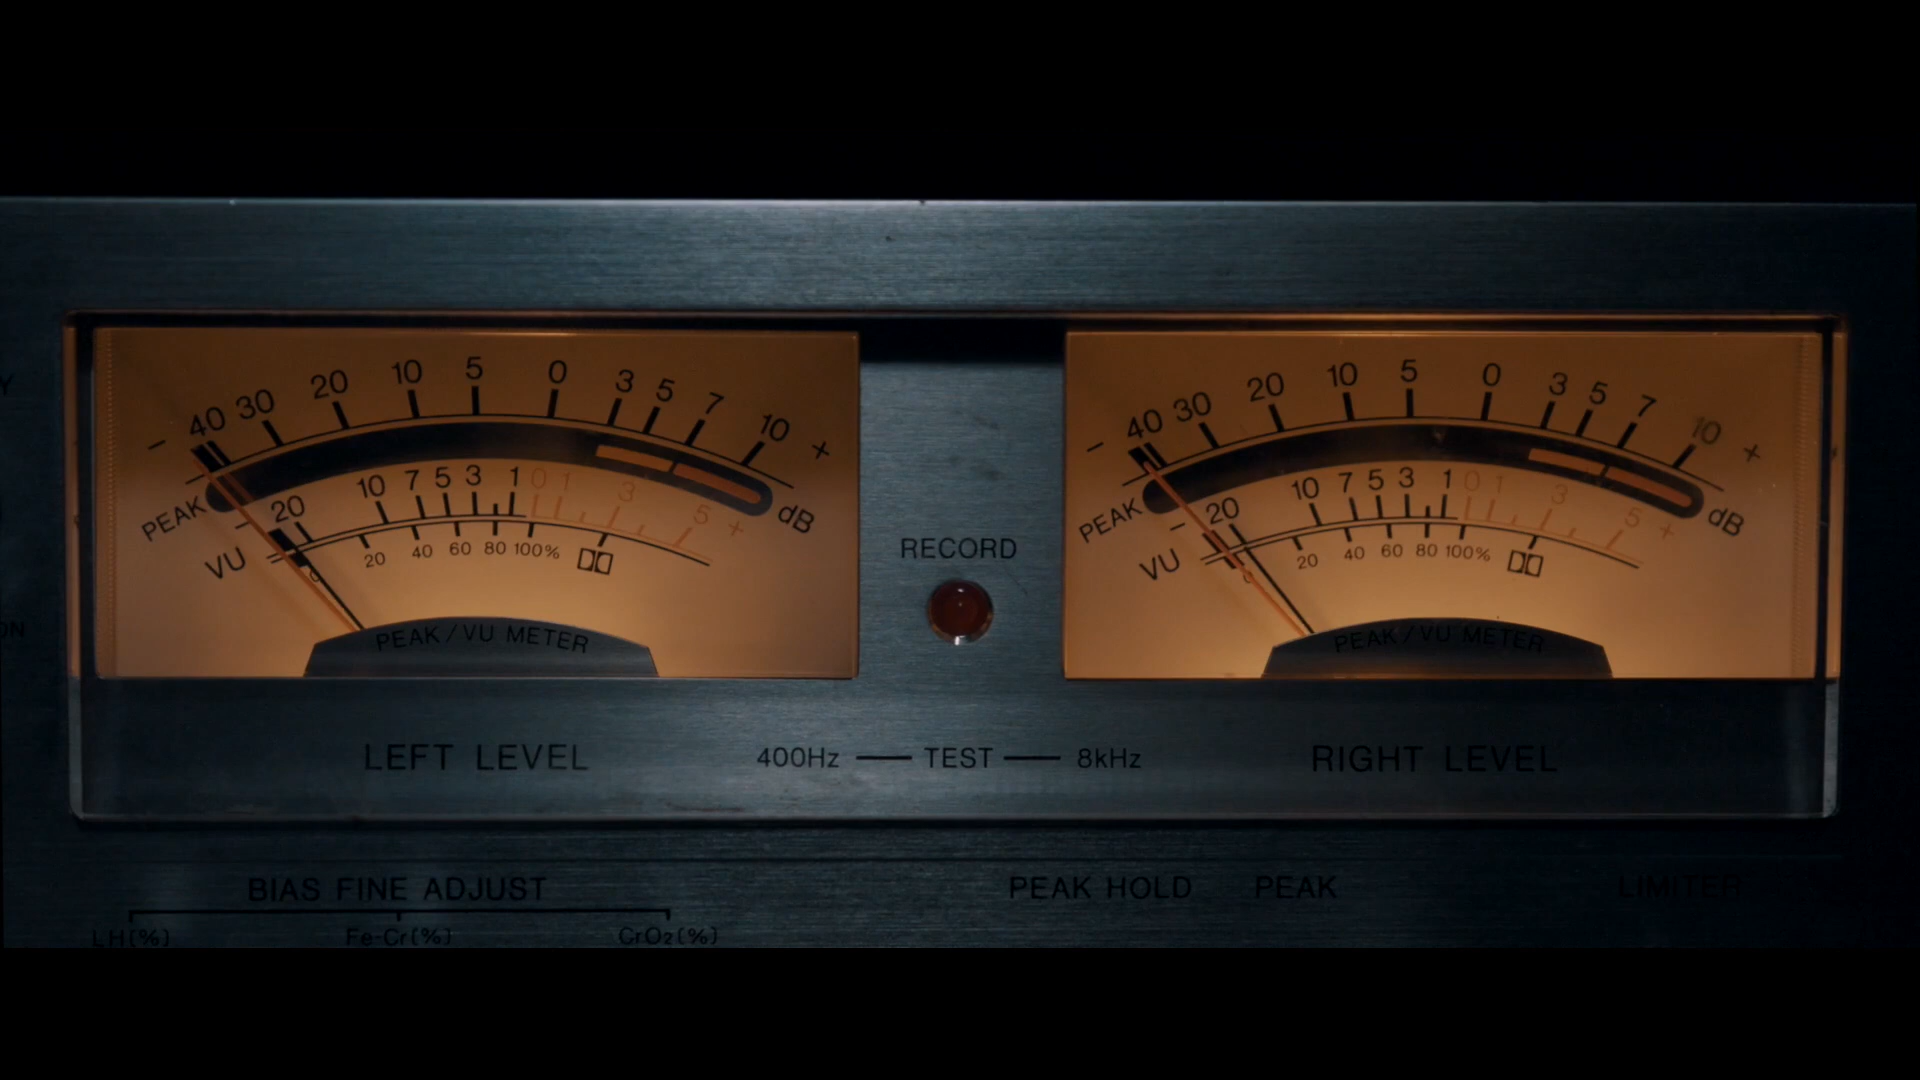 − 40 30 20 10 5 0 3 5 7 10 +
PEAK
dB
− 20 10 7 5 3 1 0 1 3 5 +
VU
0 20 40 60 80 100%
PEAK/VU METER
LEFT LEVEL
RECORD
400Hz — TEST — 8kHz
− 40 30 20 10 5 0 3 5 7 10 +
PEAK
dB
− 20 10 7 5 3 1 0 1 3 5 +
VU
0 20 40 60 80 100%
PEAK/VU METER
RIGHT LEVEL
BIAS FINE ADJUST
LH(%) Fe-Cr(%) CrO2(%)
PEAK HOLD PEAK LIMITER